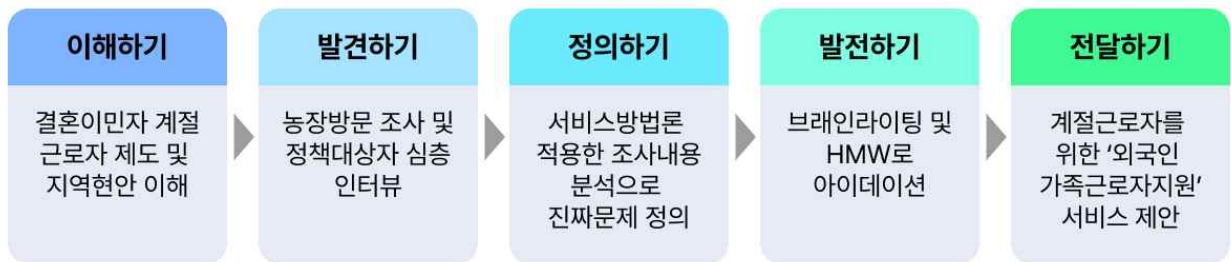 이해하기
결혼이민자 계절
근로자 제도 및
지역현안 이해
발견하기
농장방문 조사 및
정책대상자 심층
인터뷰
정의하기
서비스방법론
적용한 조사내용
분석으로
진짜문제 정의
발전하기
브래인라이팅 및
HMW로
아이데이션
전달하기
계절근로자를
위한 ‘외국인
가족근로자지원’
서비스 제안